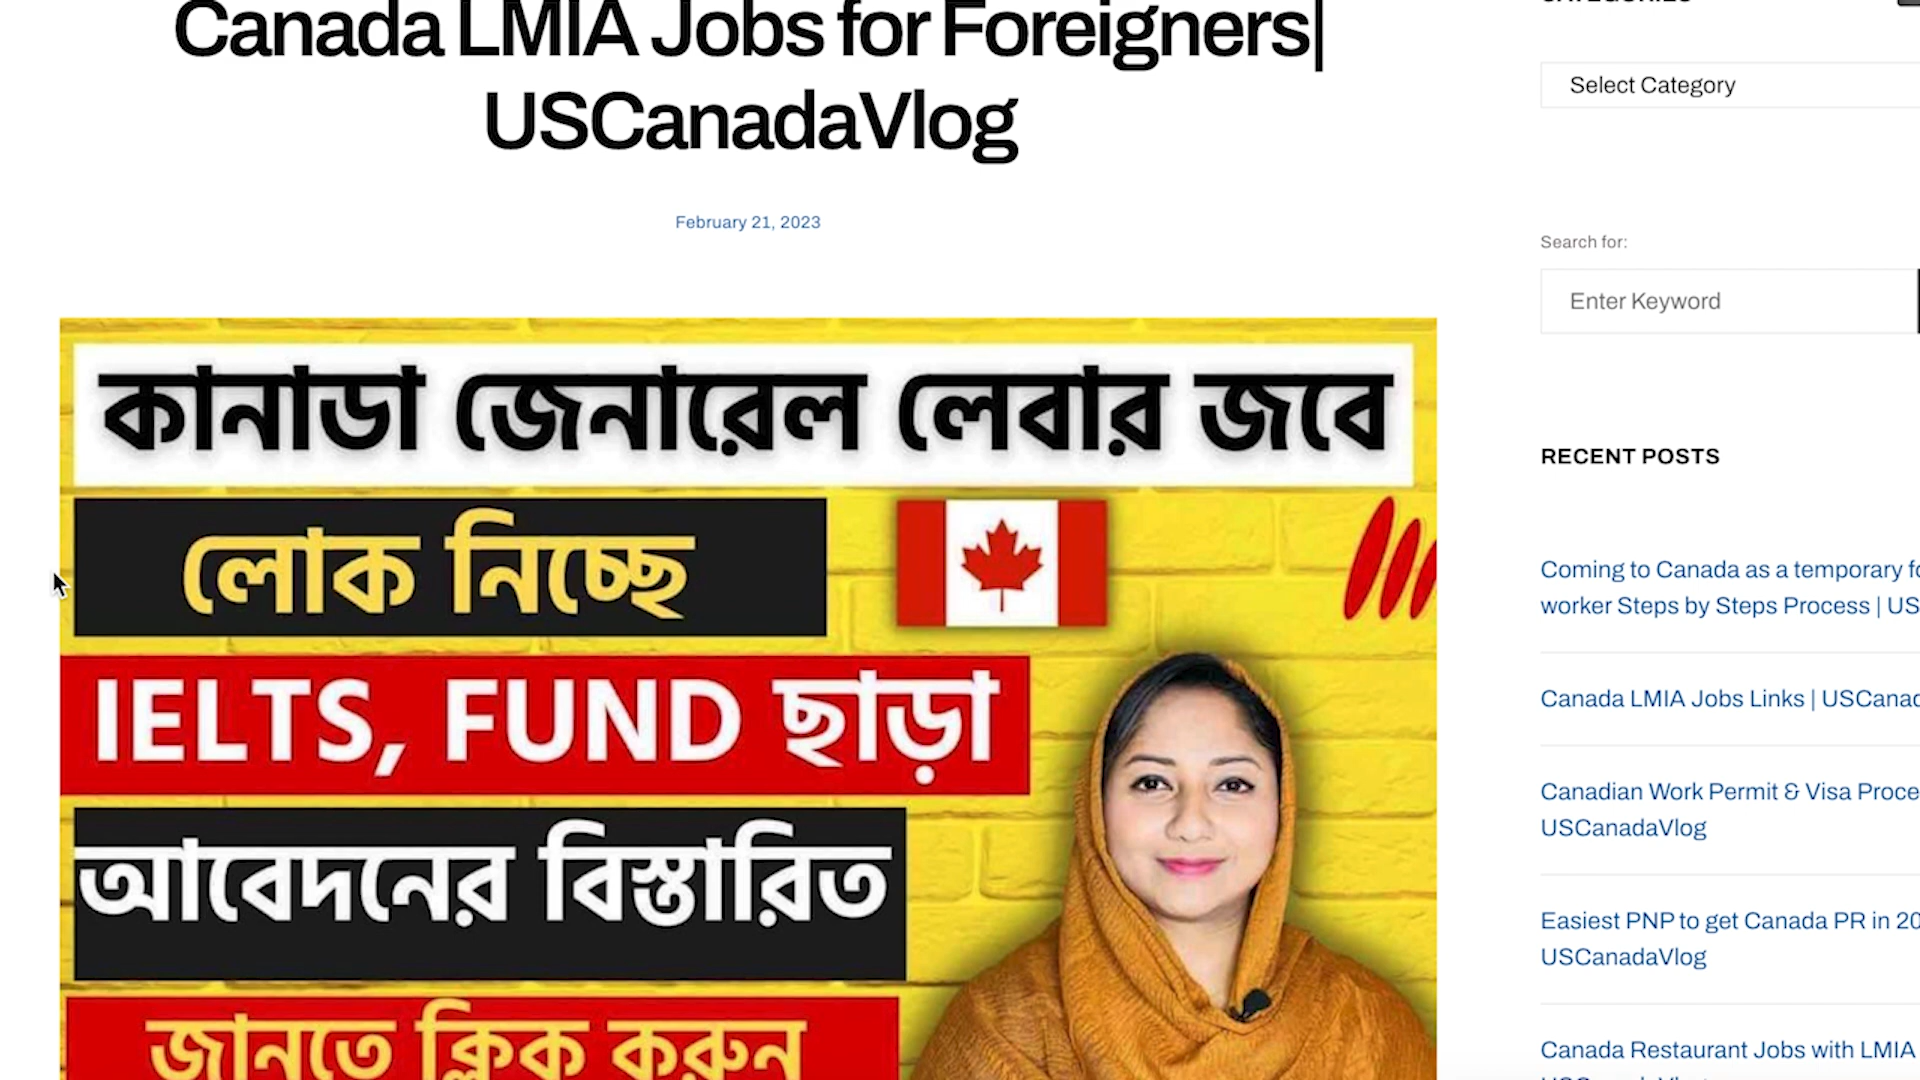 Canada LMIA Jobs for Foreigners|
USCanadaVlog
February 21, 2023
কানাডা জেনারেল লেবার জবে
লোক নিচ্ছে
IELTS, FUND ছাড়া
আবেদনের বিস্তারিত
জানতে ক্লিক করুন
Select Category
Search for:
Enter Keyword
RECENT POSTS
Coming to Canada as a temporary
worker Steps by Steps Process | US
Canada LMIA Jobs Links |
Canadian Work Permit & Visa
USCanadaVlog
Easiest PNP to get Canada PR in
USCanadaVlog
Canada Restaurant Jobs with LMIA